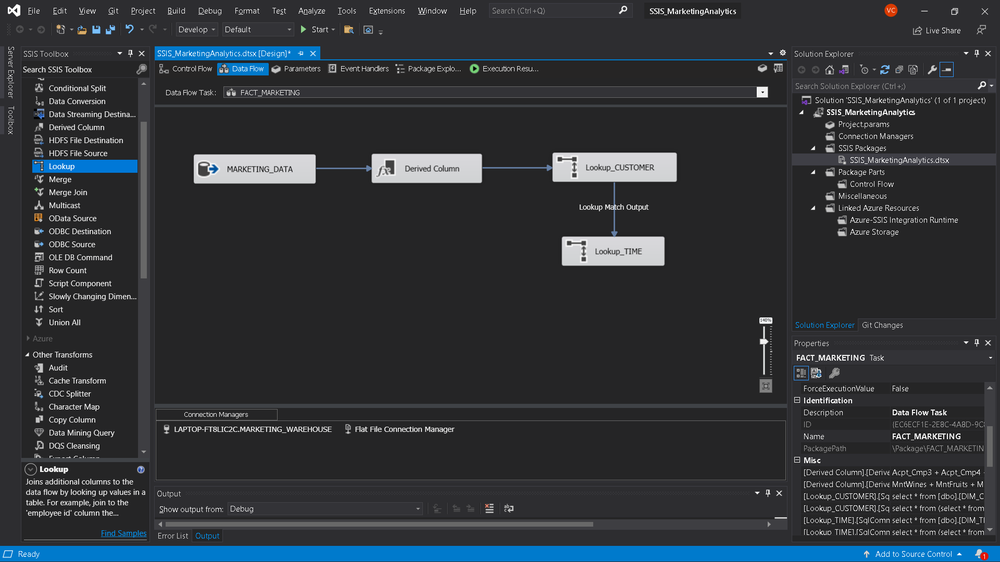 File Edit View Git Project Build Debug Format Test Analyze Tools Extensions Window Help Search (Ctrl+Q) SSIS_MarketingAnalytics VC
Develop Default Start Live Share
Server Explorer
Toolbox
SSIS Toolbox
Search SSIS Toolbox
Conditional Split
Data Conversion
Data Streaming Destina...
Derived Column
HDFS File Destination
HDFS File Source
Lookup
Merge
Merge Join
Multicast
OData Source
ODBC Destination
ODBC Source
OLE DB Command
Row Count
Script Component
Slowly Changing Dimen...
Sort
Union All
Azure
Other Transforms
Audit
Cache Transform
CDC Splitter
Character Map
Copy Column
Data Mining Query
DQS Cleansing
Export Column
Lookup
Joins additional columns to the
data flow by looking up values in a
table. For example, join to the
'employee id' column the...
Find Samples
SSIS_MarketingAnalytics.dtsx [Design]*
Control Flow Data Flow Parameters Event Handlers Package Explo... Execution Resu...
Data Flow Task: FACT_MARKETING
MARKETING_DATA
Derived Column
Lookup_CUSTOMER
Lookup Match Output
Lookup_TIME
140%
Connection Managers
LAPTOP-FT8LIC2C.MARKETING_WAREHOUSE Flat File Connection Manager
Output
Show output from: Debug
Error List Output
Solution Explorer
Search Solution Explorer (Ctrl+;)
Solution 'SSIS_MarketingAnalytics' (1 of 1 project)
SSIS_MarketingAnalytics
Project.params
Connection Managers
SSIS Packages
SSIS_MarketingAnalytics.dtsx
Package Parts
Control Flow
Miscellaneous
Linked Azure Resources
Azure-SSIS Integration Runtime
Azure Storage
Solution Explorer Git Changes
Properties
FACT_MARKETING Task
ForceExecutionValue False
Identification
Description Data Flow Task
ID {EC6ECF1E-2E8C-4A8D-9C8
Name FACT_MARKETING
PackagePath \Package\FACT_MARKETIN
Misc
[Derived Column].[Derive Acpt_Cmp3 + Acpt_Cmp4 +
[Derived Column].[Derive MntWines + MntFruits + M
[Lookup_CUSTOMER].[Sq select * from [dbo].[DIM_C
[Lookup_CUSTOMER].[Sq select * from (select * from
[Lookup_TIME].[SqlComn select * from [dbo].[DIM_TI
[Lookup_TIME].[SqlComn select * from (select * from
Ready Add to Source Control 1